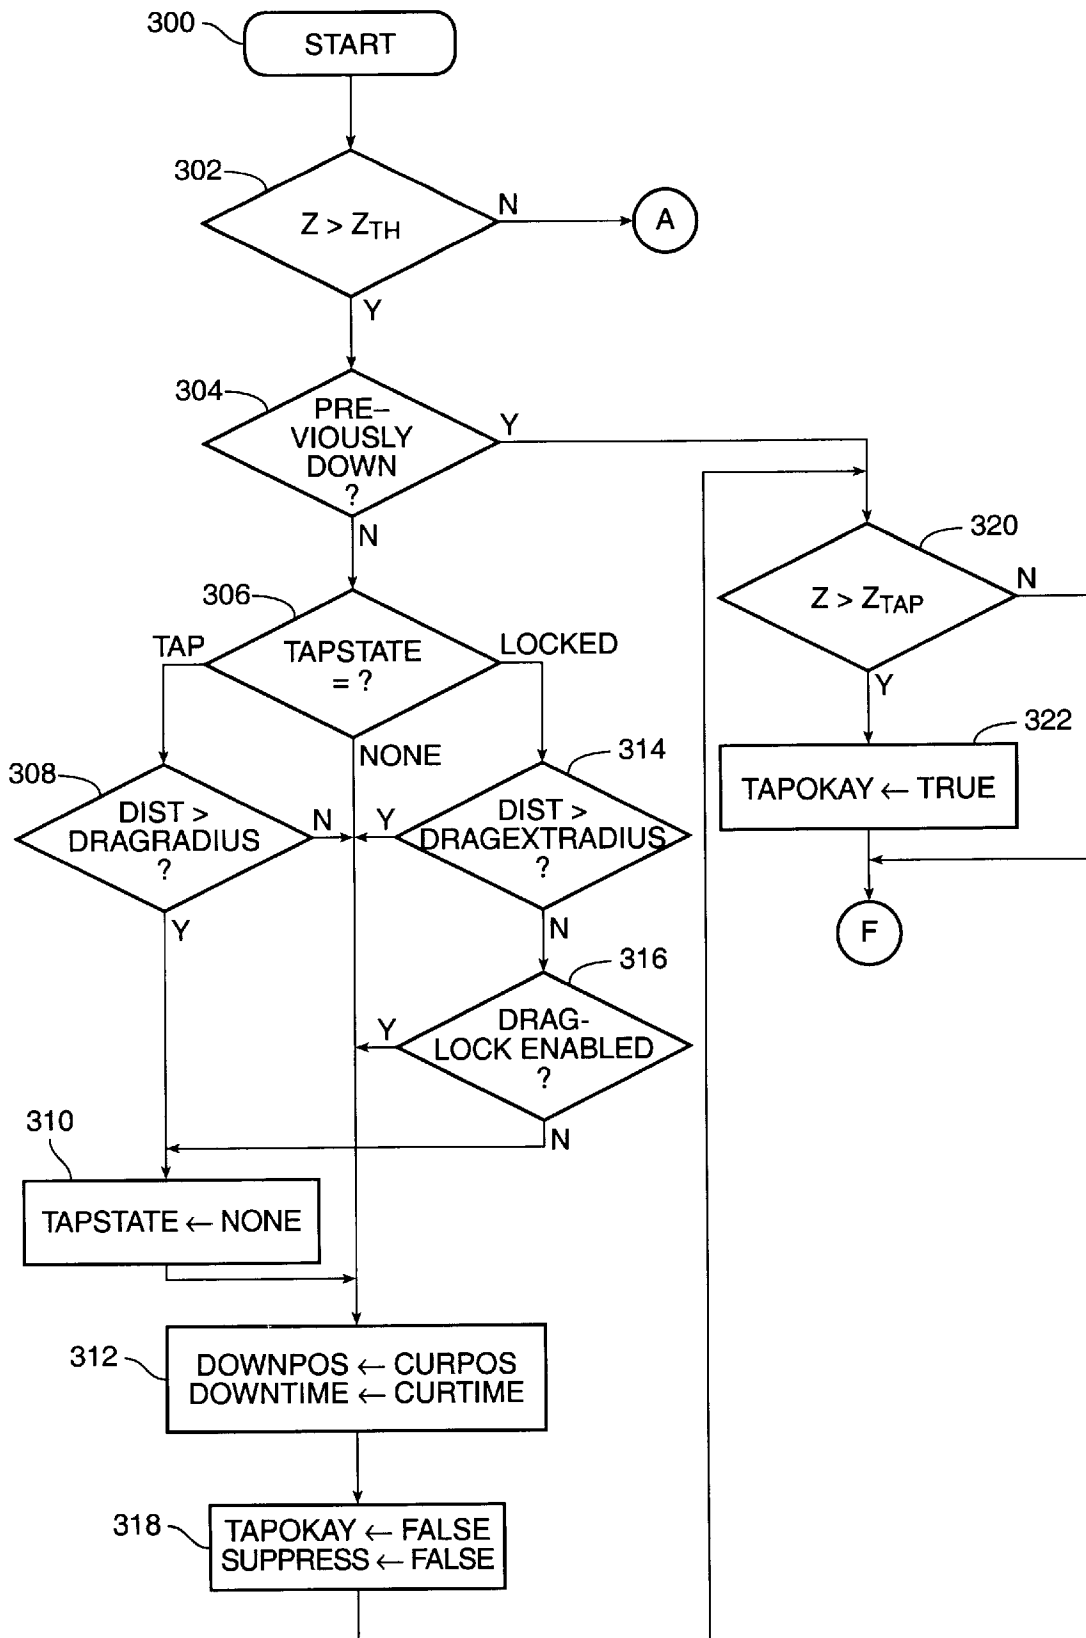 300
START
302
Z > ZTH
N
A
Y
304
PRE–
VIOUSLY
DOWN
?
Y
N
306
TAPSTATE
= ?
TAP
LOCKED
NONE
308
DIST >
DRAGRADIUS
?
N
Y
314
DIST >
DRAGEXTRADIUS
?
Y
N
316
DRAG-
LOCK ENABLED
?
Y
N
310
TAPSTATE ← NONE
312
DOWNPOS ← CURPOS
DOWNTIME ← CURTIME
318
TAPOKAY ← FALSE
SUPPRESS ← FALSE
320
Z > ZTAP
N
Y
322
TAPOKAY ← TRUE
F